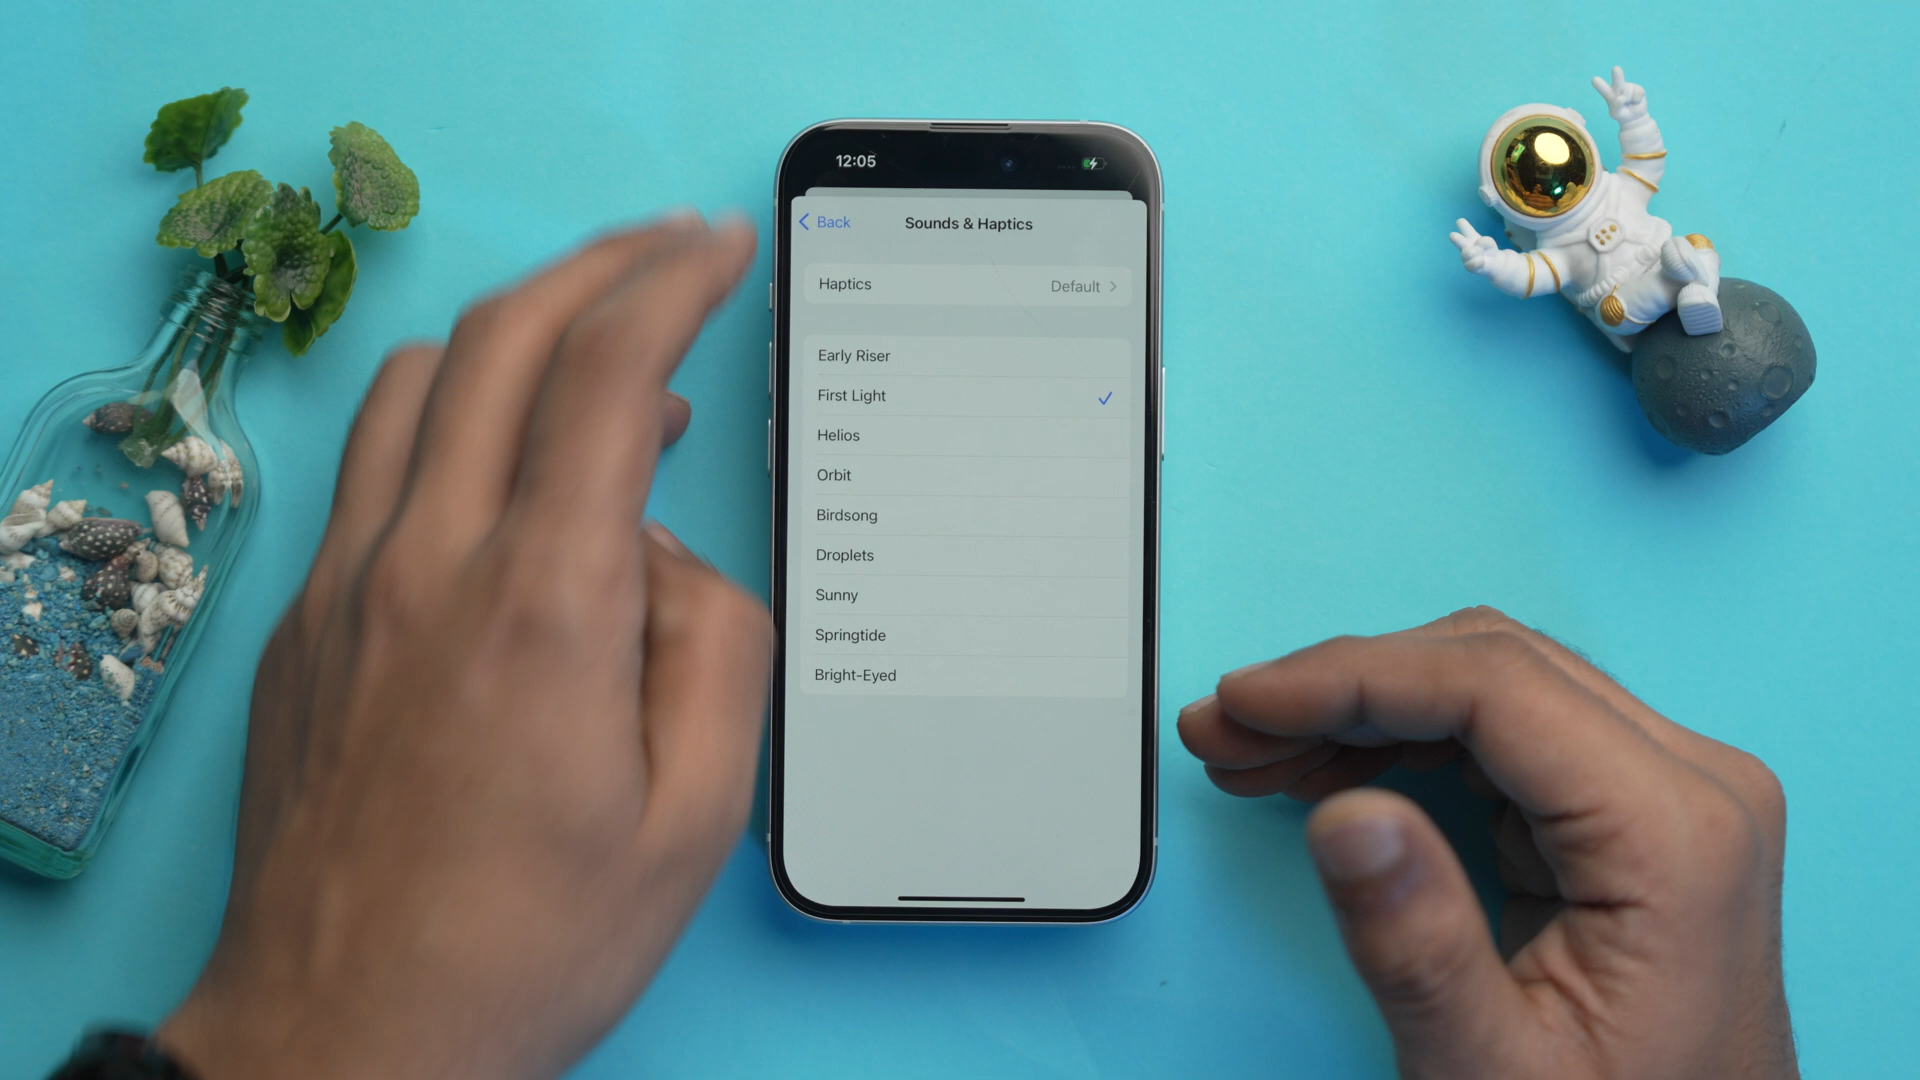 12:05
Back
Sounds & Haptics
Haptics
Default
Early Riser
First Light
Helios
Orbit
Birdsong
Droplets
Sunny
Springtide
Bright-Eyed